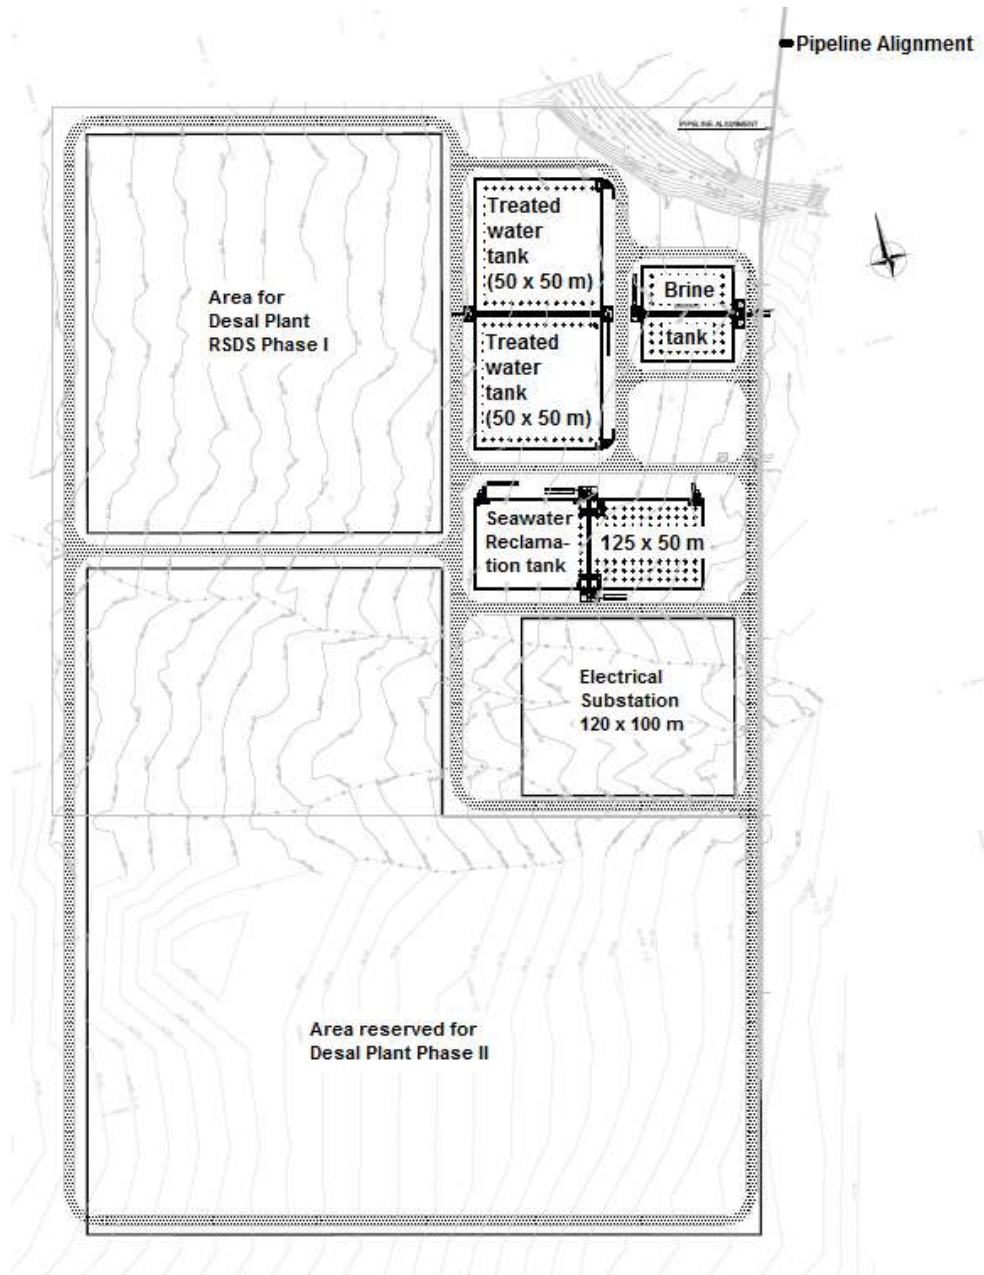 Pipeline Alignment
PIPELINE ALIGNMENT
Treated
water
tank
(50 x 50 m)
Brine
tank
Area for
Desal Plant
RSDS Phase I
Treated
water
tank
(50 x 50 m)
Seawater
Reclama-
tion tank
125 x 50 m
Electrical
Substation
120 x 100 m
Area reserved for
Desal Plant Phase II